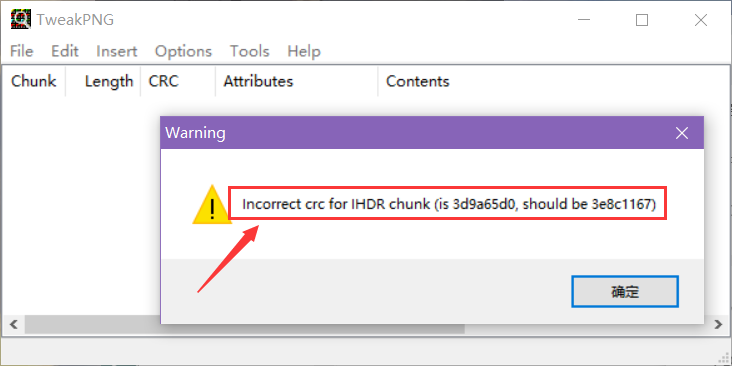 TweakPNG
File Edit Insert Options Tools Help
Chunk Length CRC Attributes Contents
Warning
Incorrect crc for IHDR chunk (is 3d9a65d0, should be 3e8c1167)
确定